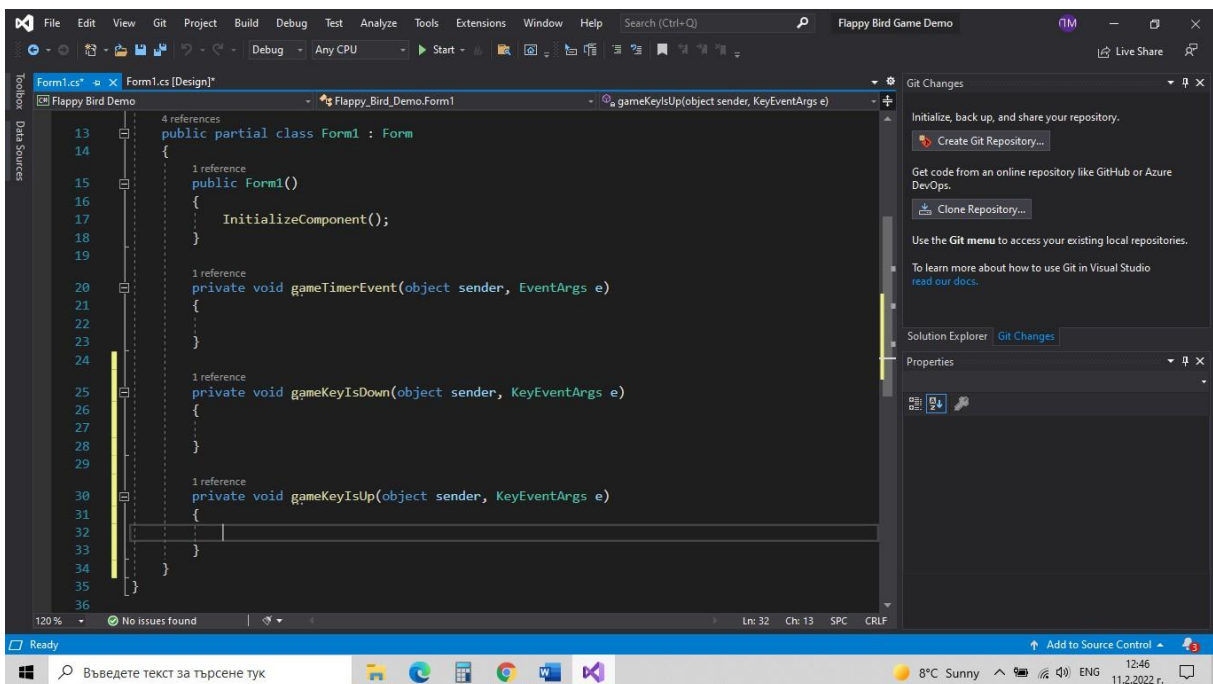 File Edit View Git Project Build Debug Test Analyze Tools Extensions Window Help Search (Ctrl+Q) Flappy Bird Game Demo ПМ
Debug Any CPU Start Live Share
Toolbox
Data Sources
Form1.cs* Form1.cs [Design]*
Flappy Bird Demo Flappy_Bird_Demo.Form1 gameKeyIsUp(object sender, KeyEventArgs e)
4 references
13 public partial class Form1 : Form
14 {
1 reference
15 public Form1()
16 {
17 InitializeComponent();
18 }
19
1 reference
20 private void gameTimerEvent(object sender, EventArgs e)
21 {
22
23 }
24
1 reference
25 private void gameKeyIsDown(object sender, KeyEventArgs e)
26 {
27
28 }
29
1 reference
30 private void gameKeyIsUp(object sender, KeyEventArgs e)
31 {
32
33 }
34 }
35 }
36
120 % No issues found Ln: 32 Ch: 13 SPC CRLF
Git Changes
Initialize, back up, and share your repository.
Create Git Repository...
Get code from an online repository like GitHub or Azure
DevOps.
Clone Repository...
Use the Git menu to access your existing local repositories.
To learn more about how to use Git in Visual Studio
read our docs.
Solution Explorer Git Changes
Properties
Ready Add to Source Control 3
Въведете текст за търсене тук 8°C Sunny ENG 12:46
11.2.2022 г.